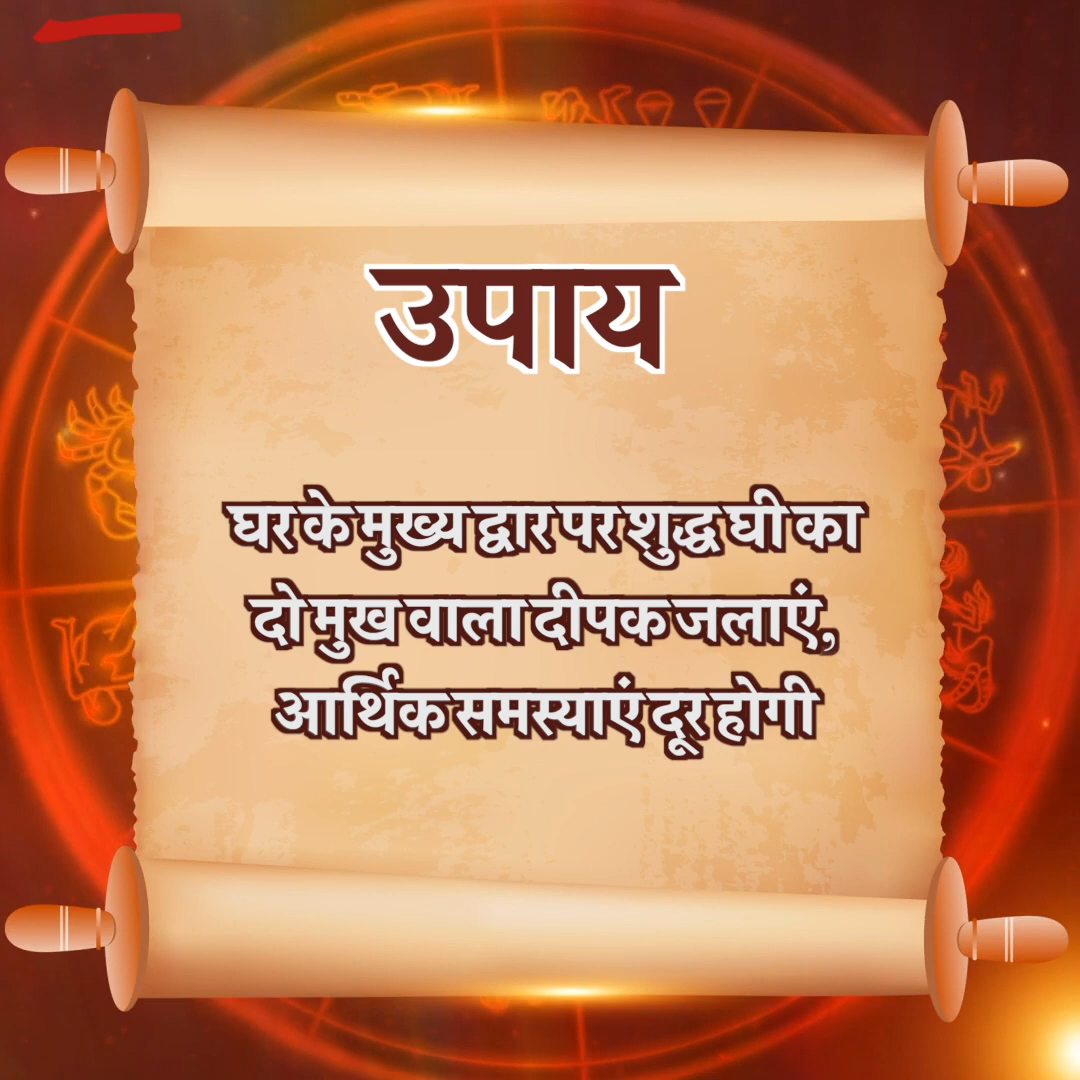 उपाय
घर के मुख्य द्वार पर शुद्ध घी का
दो मुख वाला दीपक जलाएं,
आर्थिक समस्याएं दूर होगी